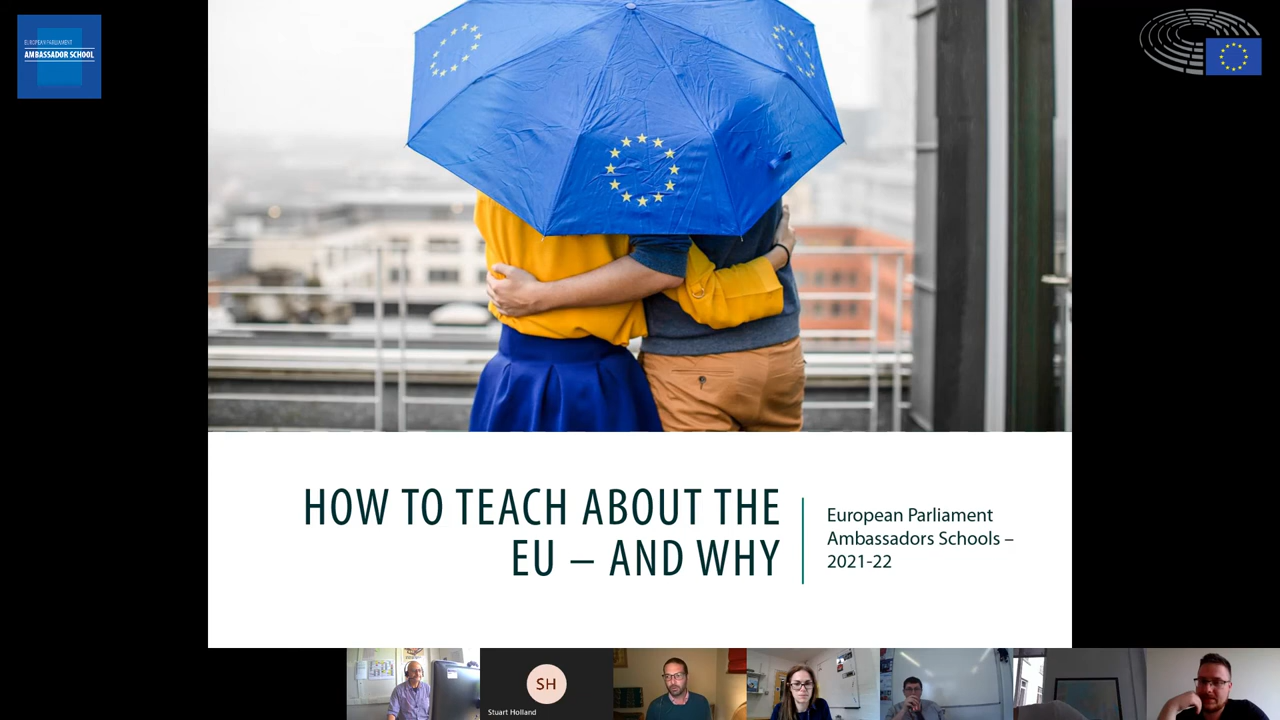 EUROPEAN PARLIAMENT
AMBASSADOR SCHOOL
HOW TO TEACH ABOUT THE
EU – AND WHY
European Parliament
Ambassadors Schools –
2021-22
SH
Stuart Holland